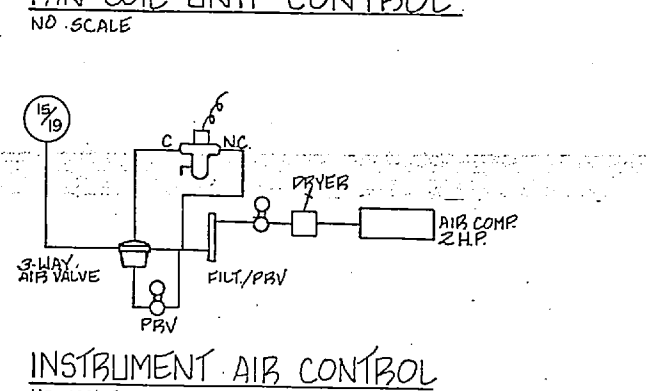 FAN COIL UNIT CONTROL
NO SCALE
15/19
C
N.C.
DRYER
AIR COMP.
2 H.P.
3-WAY
AIR VALVE
FILT./PRV
PRV
INSTRUMENT AIR CONTROL